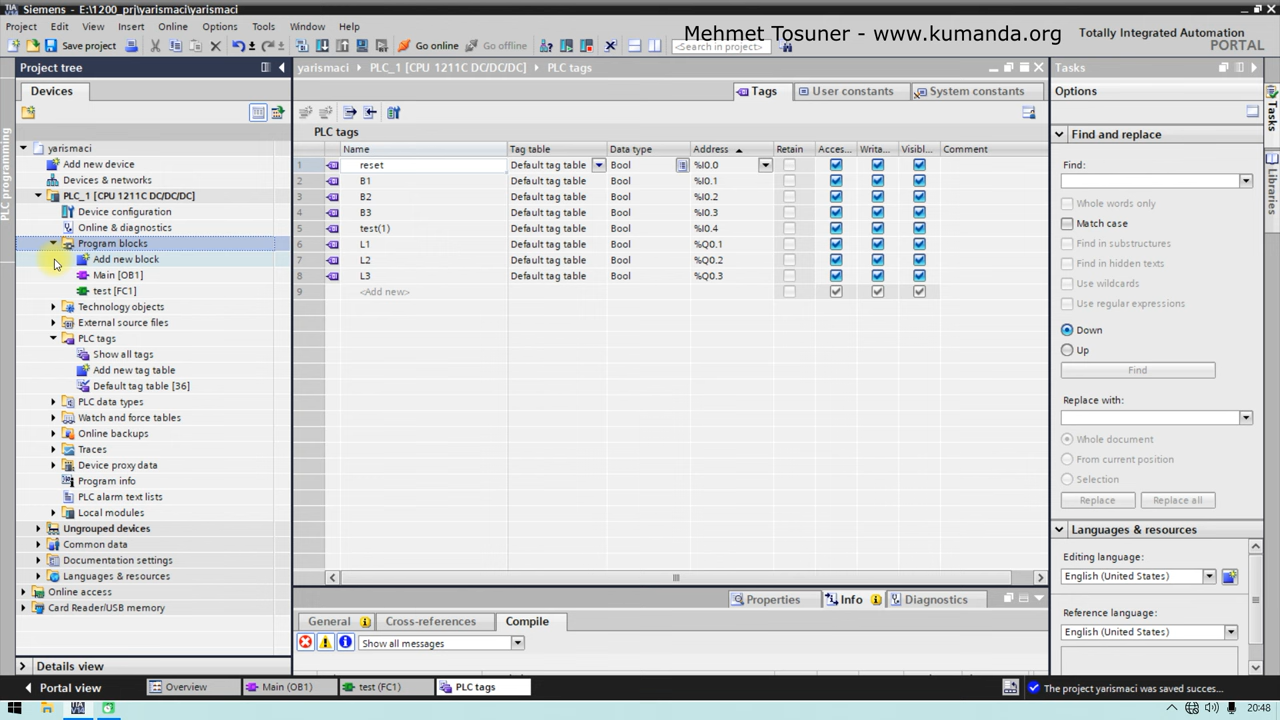 Siemens - E:\1200_prj\yarismaci\yarismaci
Project Edit View Insert Online Options Tools Window Help
Mehmet Tosuner - www.kumanda.org
Totally Integrated Automation
PORTAL
Save project Go online Go offline <Search in project>
Project tree
yarismaci PLC_1 [CPU 1211C DC/DC/DC] PLC tags
Tasks
Devices
Tags User constants System constants
Options
PLC programming
PLC tags
Name Tag table Data type Address Retain Acces... Writa... Visibl... Comment
1 reset Default tag table Bool %I0.0
2 B1 Default tag table Bool %I0.1
3 B2 Default tag table Bool %I0.2
4 B3 Default tag table Bool %I0.3
5 test(1) Default tag table Bool %I0.4
6 L1 Default tag table Bool %Q0.1
7 L2 Default tag table Bool %Q0.2
8 L3 Default tag table Bool %Q0.3
9 <Add new>
yarismaci
Add new device
Devices & networks
PLC_1 [CPU 1211C DC/DC/DC]
Device configuration
Online & diagnostics
Program blocks
Add new block
Main [OB1]
test [FC1]
Technology objects
External source files
PLC tags
Show all tags
Add new tag table
Default tag table [36]
PLC data types
Watch and force tables
Online backups
Traces
Device proxy data
Program info
PLC alarm text lists
Local modules
Ungrouped devices
Common data
Documentation settings
Languages & resources
Online access
Card Reader/USB memory
Details view
Find and replace
Find:
Whole words only
Match case
Find in substructures
Find in hidden texts
Use wildcards
Use regular expressions
Down
Up
Find
Replace with:
Whole document
From current position
Selection
Replace Replace all
Languages & resources
Editing language:
English (United States)
Reference language:
English (United States)
Tasks
Libraries
Properties Info Diagnostics
General Cross-references Compile
Show all messages
Portal view Overview Main (OB1) test (FC1) PLC tags The project yarismaci was saved succes...
20:48